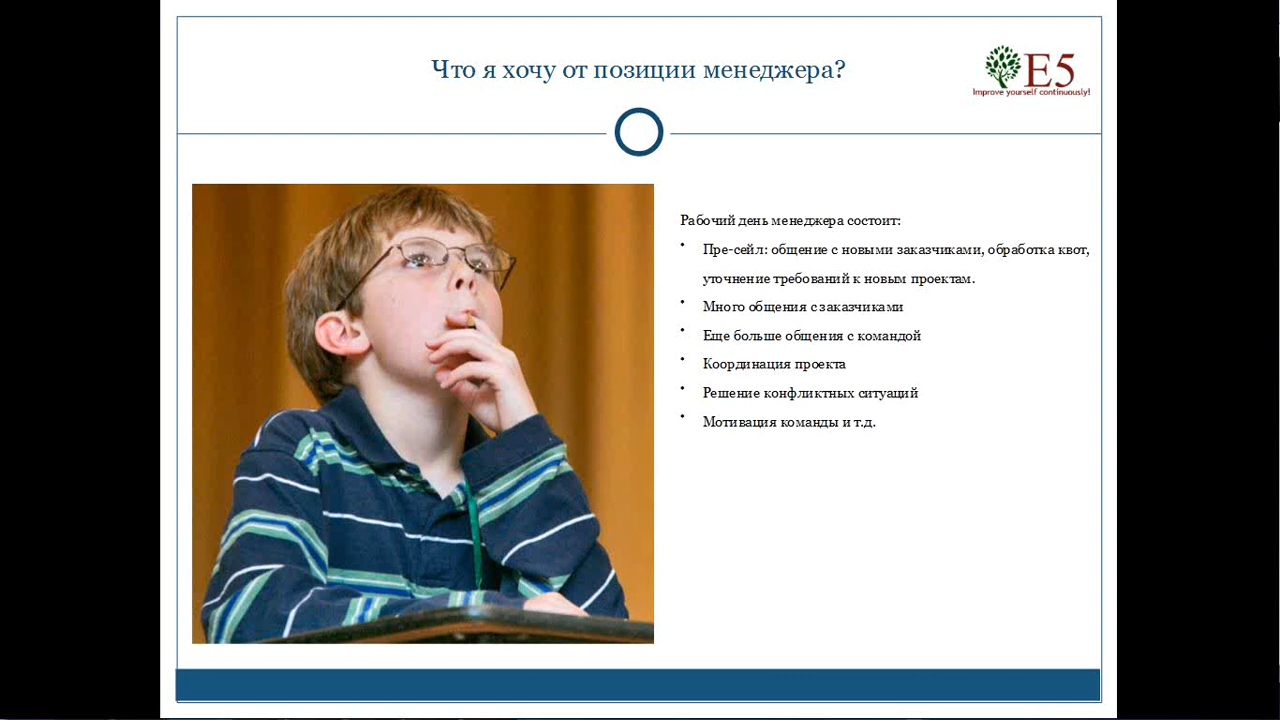 Что я хочу от позиции менеджера?
E5
Improve yourself continuously!
Рабочий день менеджера состоит:
• Пре-сейл: общение с новыми заказчиками, обработка квот,
уточнение требований к новым проектам.
• Много общения с заказчиками
• Еще больше общения с командой
• Координация проекта
• Решение конфликтных ситуаций
• Мотивация команды и т.д.